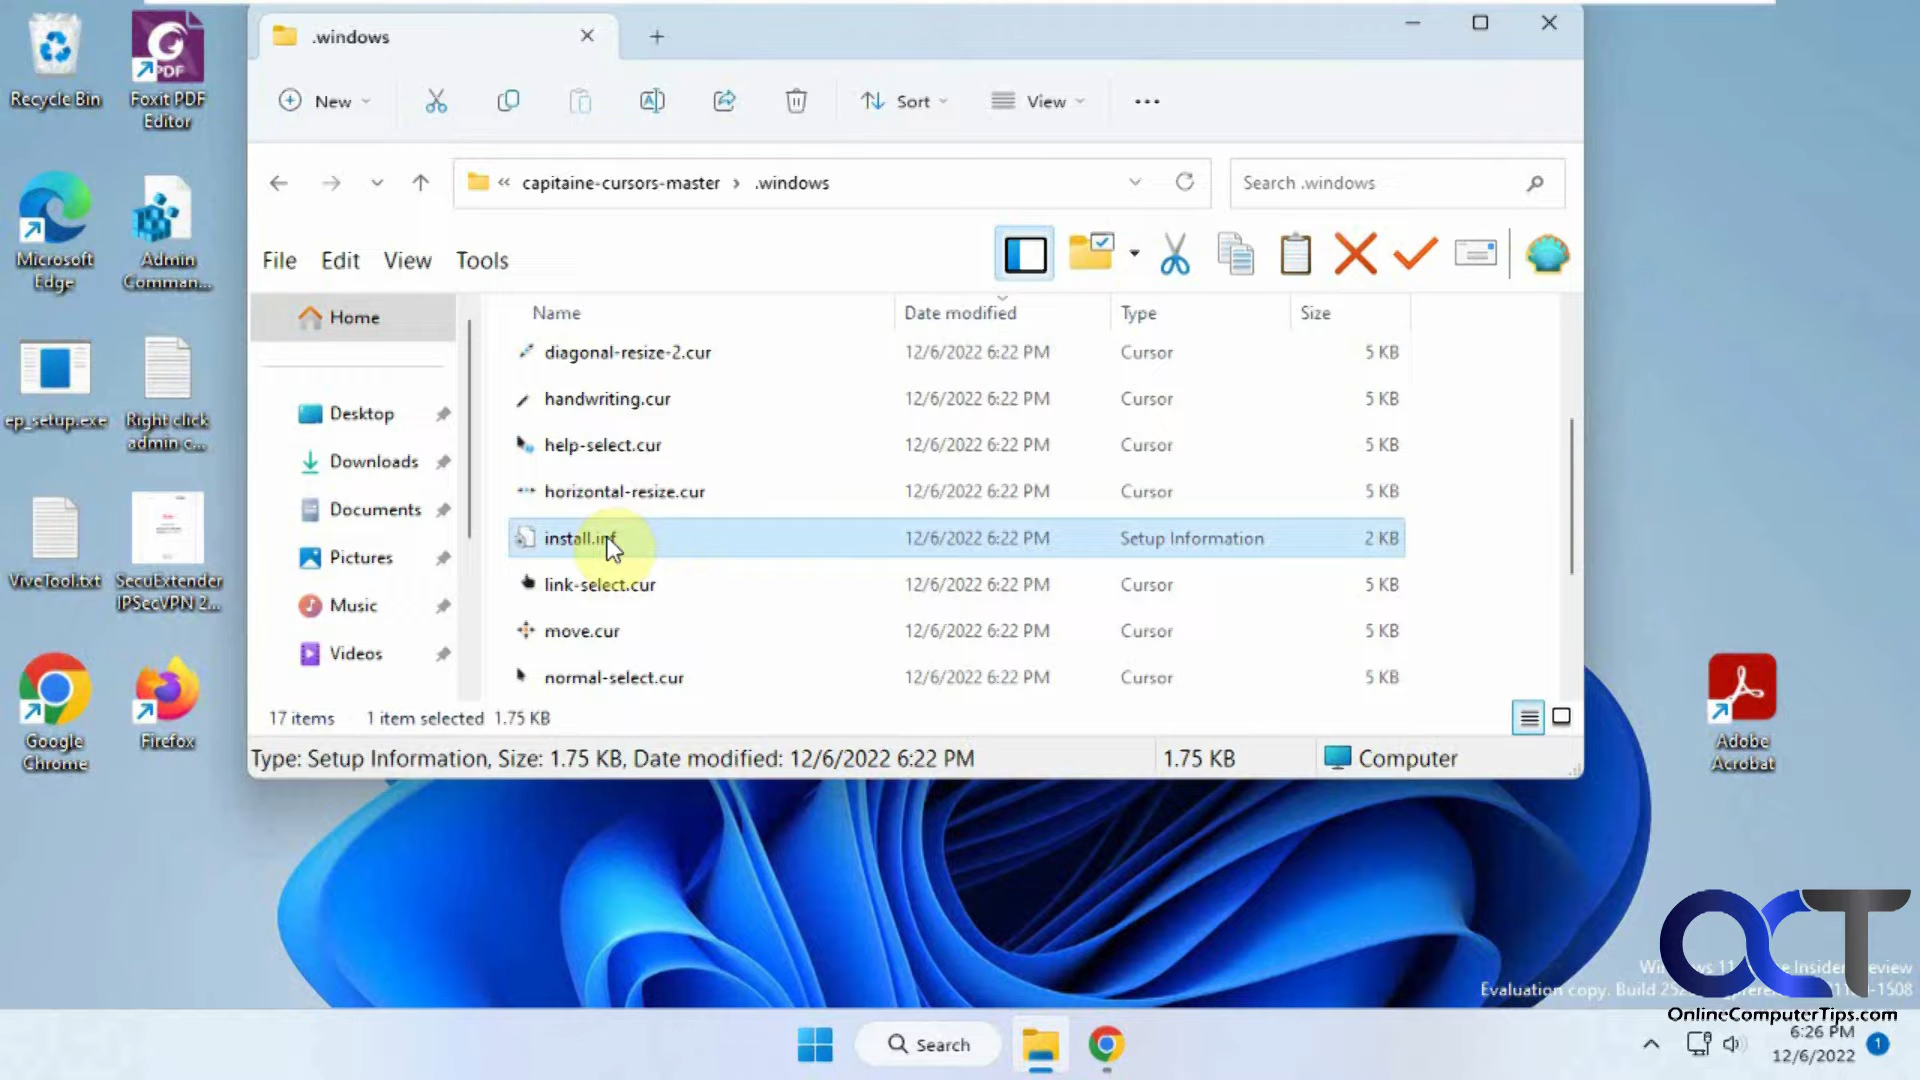 .windows
New
Sort
View
capitaine-cursors-master
.windows
Search .windows
File
Edit
View
Tools
Name
Date modified
Type
Size
Home
Desktop
Downloads
Documents
Pictures
Music
Videos
diagonal-resize-2.cur 12/6/2022 6:22 PM Cursor 5 KB
handwriting.cur 12/6/2022 6:22 PM Cursor 5 KB
help-select.cur 12/6/2022 6:22 PM Cursor 5 KB
horizontal-resize.cur 12/6/2022 6:22 PM Cursor 5 KB
install.inf 12/6/2022 6:22 PM Setup Information 2 KB
link-select.cur 12/6/2022 6:22 PM Cursor 5 KB
move.cur 12/6/2022 6:22 PM Cursor 5 KB
normal-select.cur 12/6/2022 6:22 PM Cursor 5 KB
17 items 1 item selected 1.75 KB
Type: Setup Information, Size: 1.75 KB, Date modified: 12/6/2022 6:22 PM
1.75 KB
Computer
Recycle Bin
Foxit PDF
Editor
PDF
Microsoft
Edge
Admin
Comman...
ep_setup.exe
Right click
admin c...
ViveTool.txt
SecuExtender
IPSecVPN 2...
Google
Chrome
Firefox
Adobe
Acrobat
Evaluation copy. Build
OCT
OnlineComputerTips.com
Search
6:26 PM
12/6/2022
1